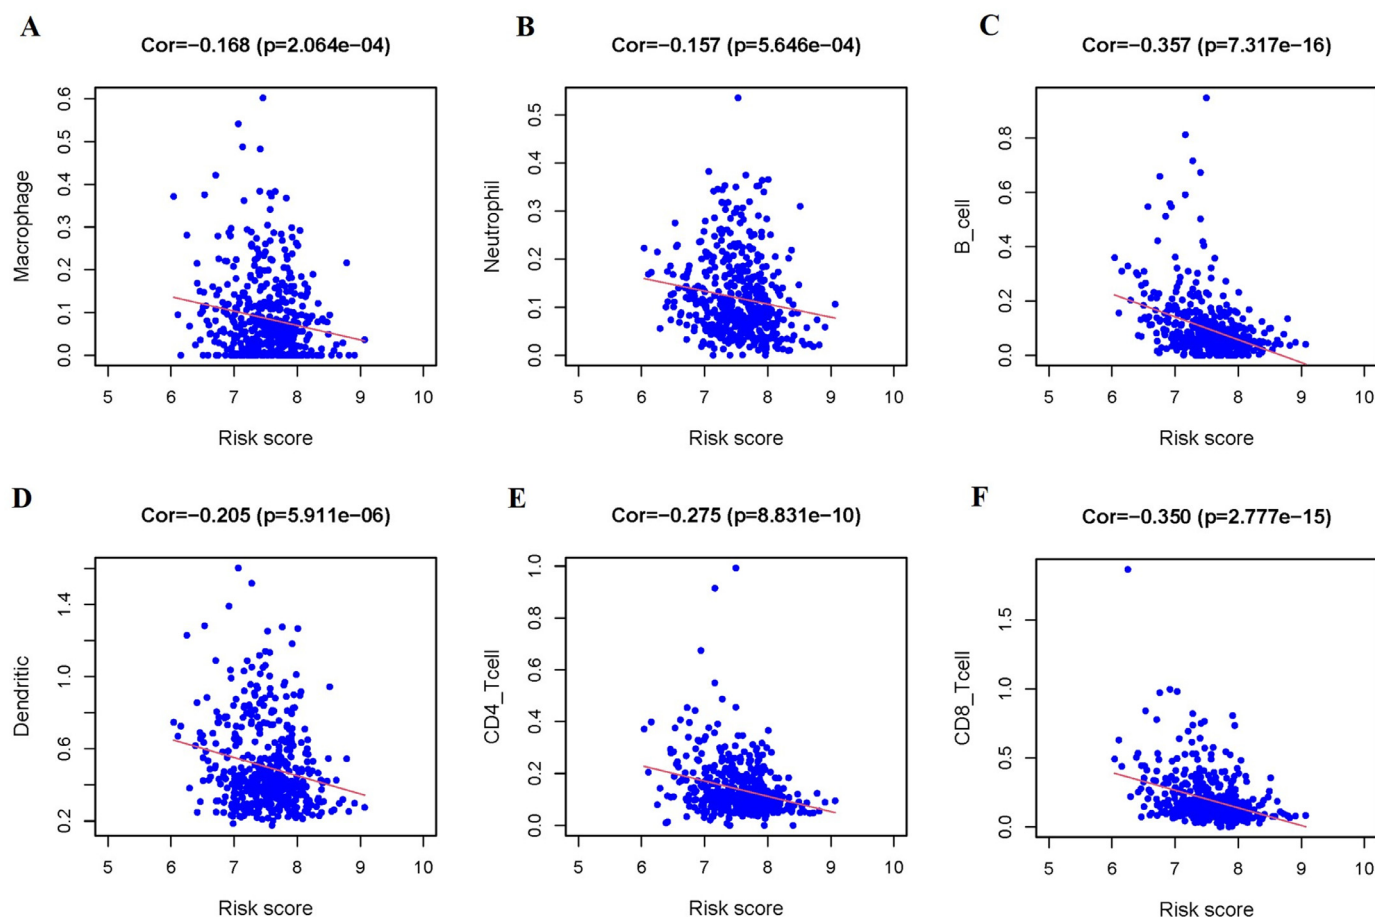 A
Cor=−0.168 (p=2.064e−04)
Macrophage
0.0 0.1 0.2 0.3 0.4 0.5 0.6
5 6 7 8 9 10
Risk score
B
Cor=−0.157 (p=5.646e−04)
Neutrophil
0.0 0.1 0.2 0.3 0.4 0.5
5 6 7 8 9 10
Risk score
C
Cor=−0.357 (p=7.317e−16)
B_cell
0.0 0.2 0.4 0.6 0.8
5 6 7 8 9 10
Risk score
D
Cor=−0.205 (p=5.911e−06)
Dendritic
0.2 0.4 0.6 1.0 1.4
5 6 7 8 9 10
Risk score
E
Cor=−0.275 (p=8.831e−10)
CD4_Tcell
0.0 0.2 0.4 0.6 0.8 1.0
5 6 7 8 9 10
Risk score
F
Cor=−0.350 (p=2.777e−15)
CD8_Tcell
0.0 0.5 1.0 1.5
5 6 7 8 9 10
Risk score